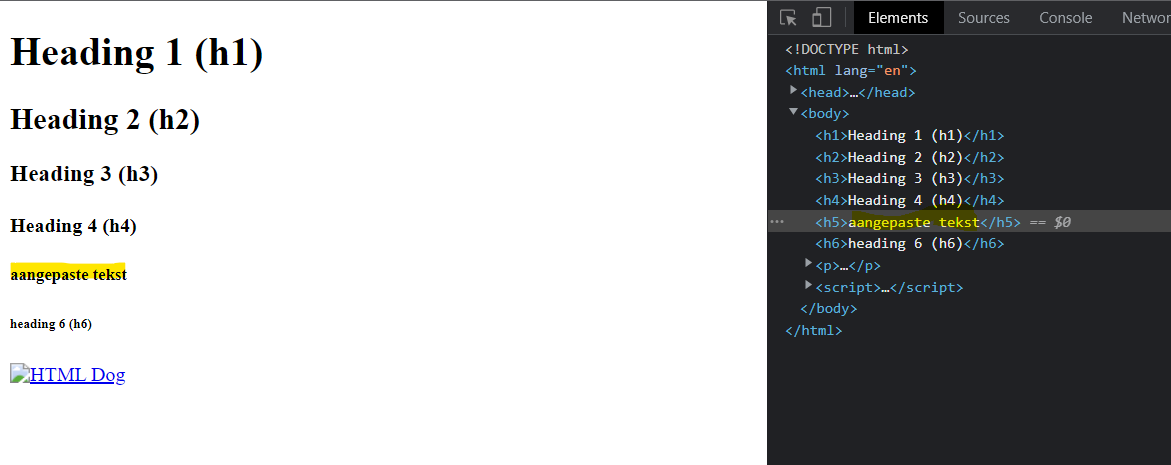 Heading 1 (h1)
Heading 2 (h2)
Heading 3 (h3)
Heading 4 (h4)
aangepaste tekst
heading 6 (h6)
HTML Dog
Elements Sources Console Networ
<!DOCTYPE html>
<html lang="en">
<head>…</head>
<body>
<h1>Heading 1 (h1)</h1>
<h2>Heading 2 (h2)</h2>
<h3>Heading 3 (h3)</h3>
<h4>Heading 4 (h4)</h4>
<h5>aangepaste tekst</h5> == $0
<h6>heading 6 (h6)</h6>
<p>…</p>
<script>…</script>
</body>
</html>